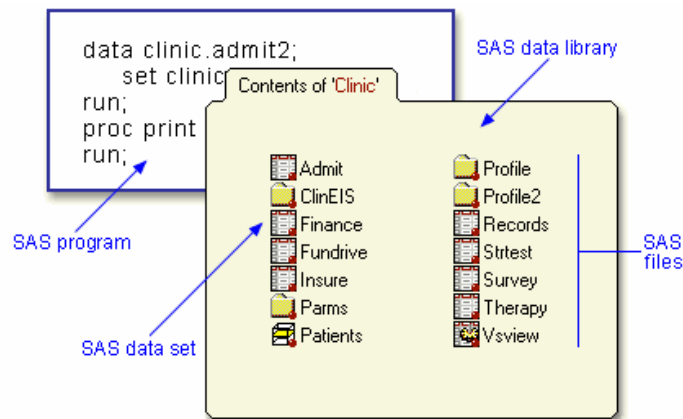 data clinic.admit2;
set clinic
run;
proc print
run;
SAS data library
Contents of 'Clinic'
Admit
ClinEIS
Finance
Fundrive
Insure
Parms
Patients
Profile
Profile2
Records
Strtest
Survey
Therapy
Vsview
SAS program
SAS data set
SAS
files